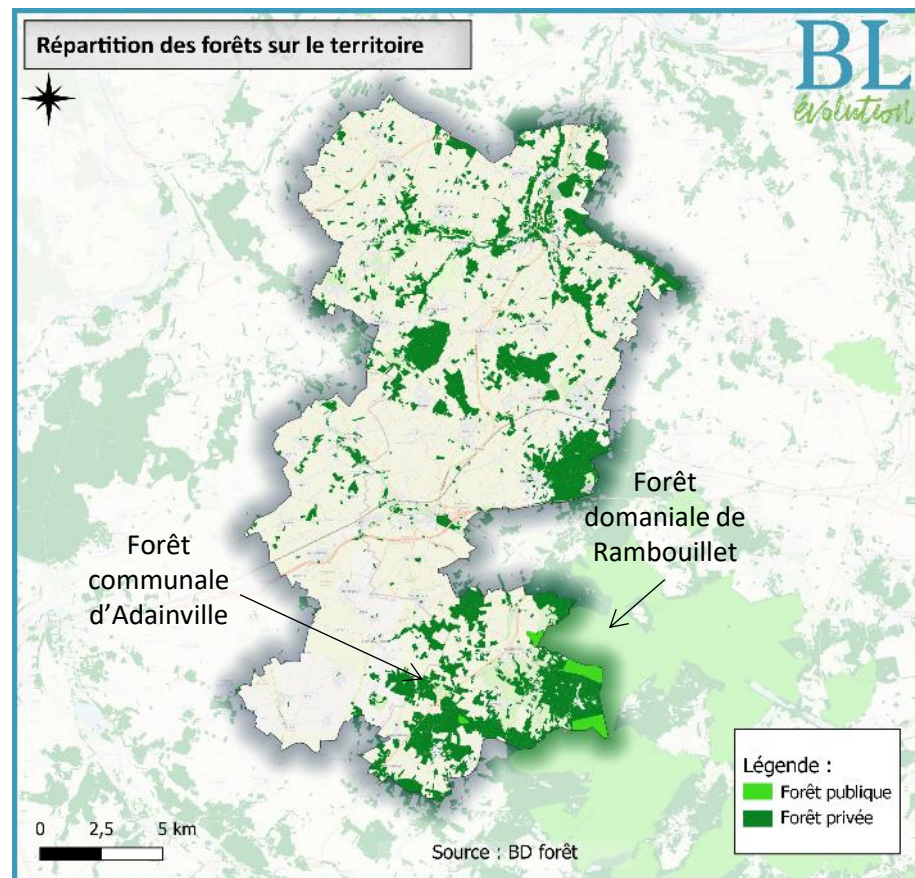 Répartition des forêts sur le territoire
BL
évolution
Forêt
domaniale de
Rambouillet
Forêt
communale
d’Adainville
Légende :
Forêt publique
Forêt privée
0 2,5 5 km
Source : BD forêt